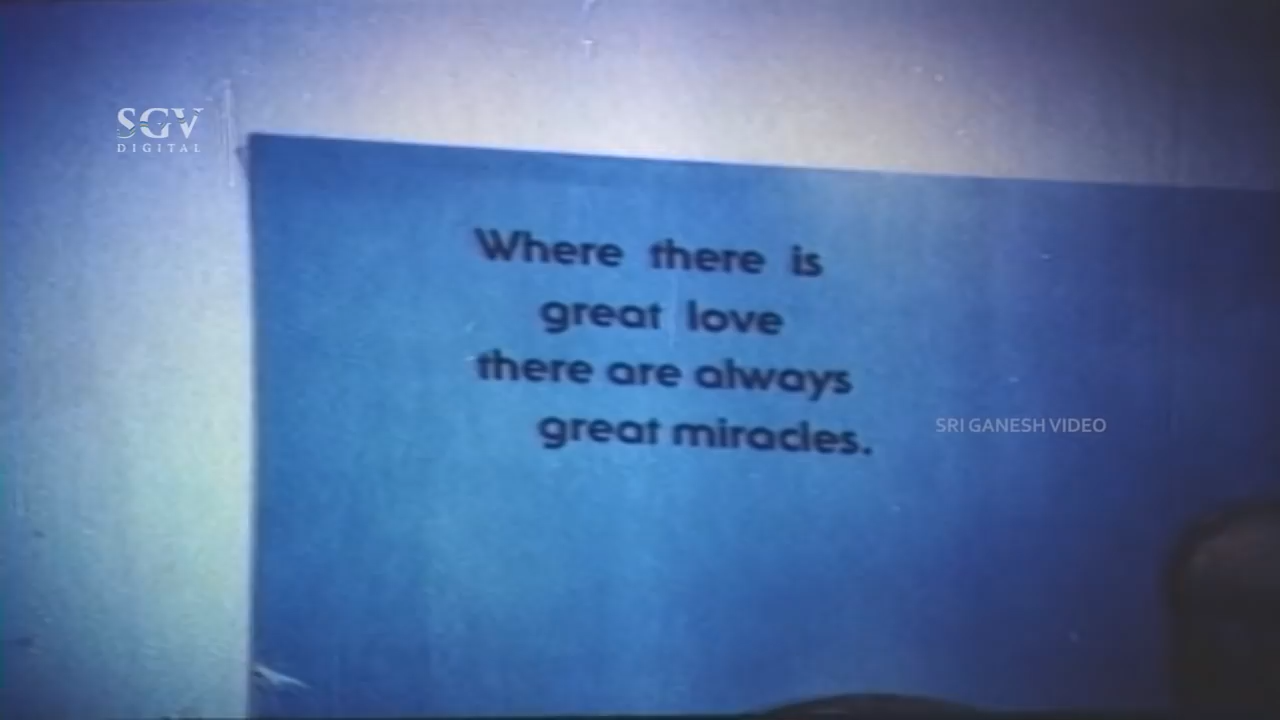 SGV
DIGITAL
Where there is
great love
there are always
great miracles.
SRI GANESH VIDEO